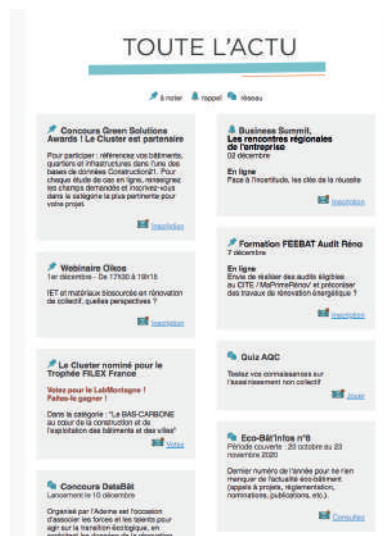 TOUTE L'ACTU
à noter rappel réseau
Concours Green Solutions
Awards ! Le Cluster est partenaire
Pour participer : référencez vos bâtiments,
quartiers et infrastructures dans l'une des
bases de données Construction21. Pour
chaque étude de cas en ligne, renseignez
les champs demandés et inscrivez-vous
dans la catégorie la plus pertinente pour
votre projet.
Inscription
Webinaire Oïkos
1er décembre - De 17h30 à 19h15
IET et matériaux biosourcés en rénovation
de collectif, quelles perspectives ?
Inscription
Le Cluster nominé pour le
Trophée FILEX France
Votez pour le LabMontagne !
Faites-le gagner !
Dans la catégorie : "Le BAS-CARBONE
au cœur de la construction et de
l'exploitation des bâtiments et des villes"
Votez
Concours DataBât
Lancement le 10 décembre
Organisé par l'Ademe est l'occasion
d'associer les forces et les talents pour
agir sur la transition écologique, en
exploitant les données de la rénovation
Business Summit,
Les rencontres régionales
de l'entreprise
02 décembre
En ligne
Face à l'incertitude, les clés de la réussite
Inscription
Formation FEEBAT Audit Réno
7 décembre
En ligne
Envie de réaliser des audits éligibles
au CITE / MaPrimeRénov' et préconiser
des travaux de rénovation énergétique ?
Inscription
Quiz AQC
Testez vos connaissances sur
l'assainissement non collectif
Jouer
Eco-Bât'Infos n°6
Période couverte : 20 octobre au 23
novembre 2020
Dernier numéro de l'année pour ne rien
manquer de l'actualité éco-bâtiment
(appels à projets, réglementation,
nominations, publications, etc.).
Consultez